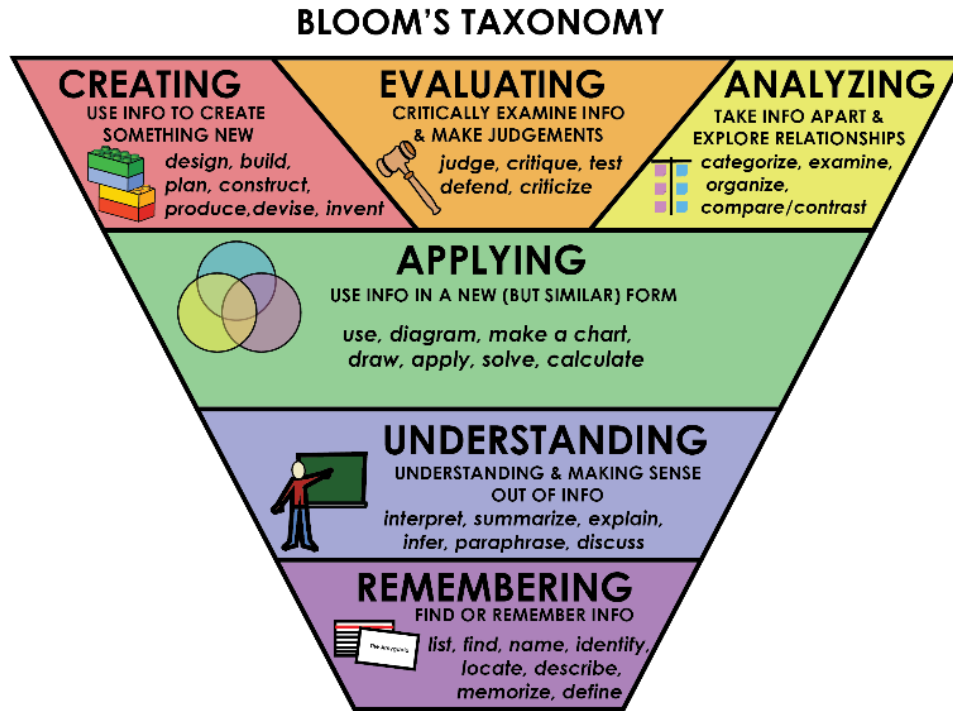 BLOOM'S TAXONOMY
CREATING
USE INFO TO CREATE
SOMETHING NEW
design, build,
plan, construct,
produce,devise, invent
EVALUATING
CRITICALLY EXAMINE INFO
& MAKE JUDGEMENTS
judge, critique, test
defend, criticize
ANALYZING
TAKE INFO APART &
EXPLORE RELATIONSHIPS
categorize, examine,
organize,
compare/contrast
APPLYING
USE INFO IN A NEW (BUT SIMILAR) FORM
use, diagram, make a chart,
draw, apply, solve, calculate
UNDERSTANDING
UNDERSTANDING & MAKING SENSE
OUT OF INFO
interpret, summarize, explain,
infer, paraphrase, discuss
REMEMBERING
FIND OR REMEMBER INFO
list, find, name, identify,
locate, describe,
memorize, define
The